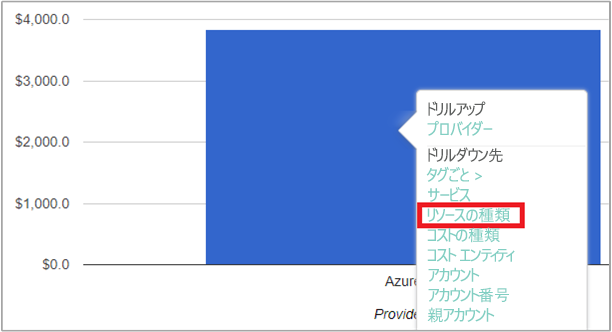 $4,000.0
$3,000.0
$2,000.0
$1,000.0
$0.0
ドリルアップ
プロバイダー
ドリルダウン先
タグごと >
サービス
リソースの種類
コストの種類
コスト エンティティ
アカウント
アカウント番号
親アカウント
Azure
Provide